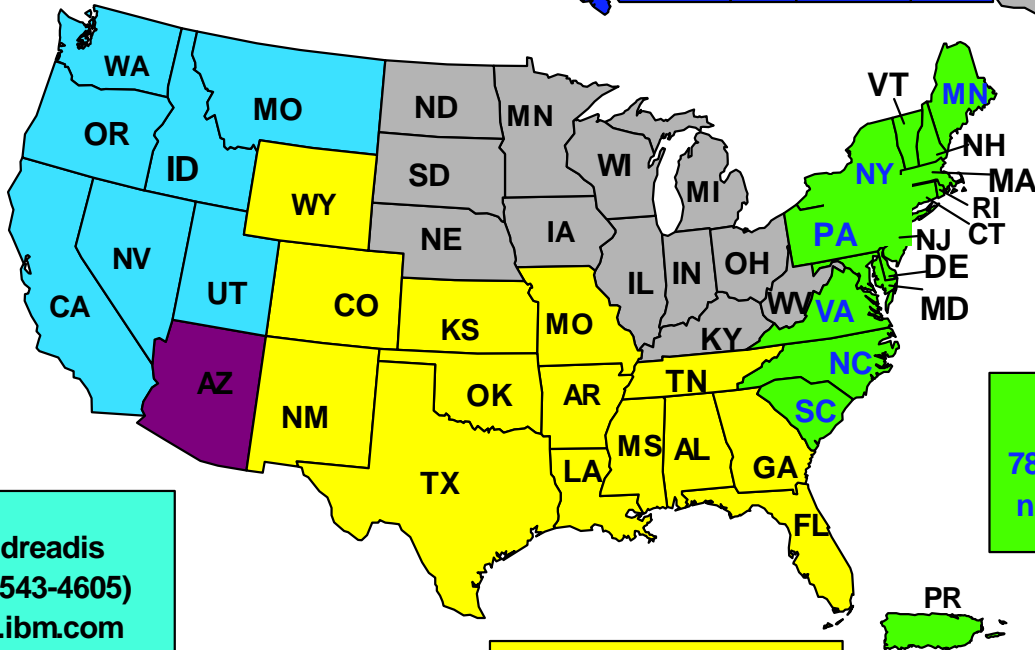 WA
MO
ND
MN
VT
MN
OR
ID
SD
WI
MI
NH
NY
MA
WY
RI
NE
IA
CT
PA
NJ
NV
UT
CO
IL
IN
OH
DE
CA
KS
MO
WV
VA
MD
KY
AZ
NM
OK
AR
TN
NC
SC
TX
LA
MS
AL
GA
FL
78
n
dreadis
543-4605)
.ibm.com
PR